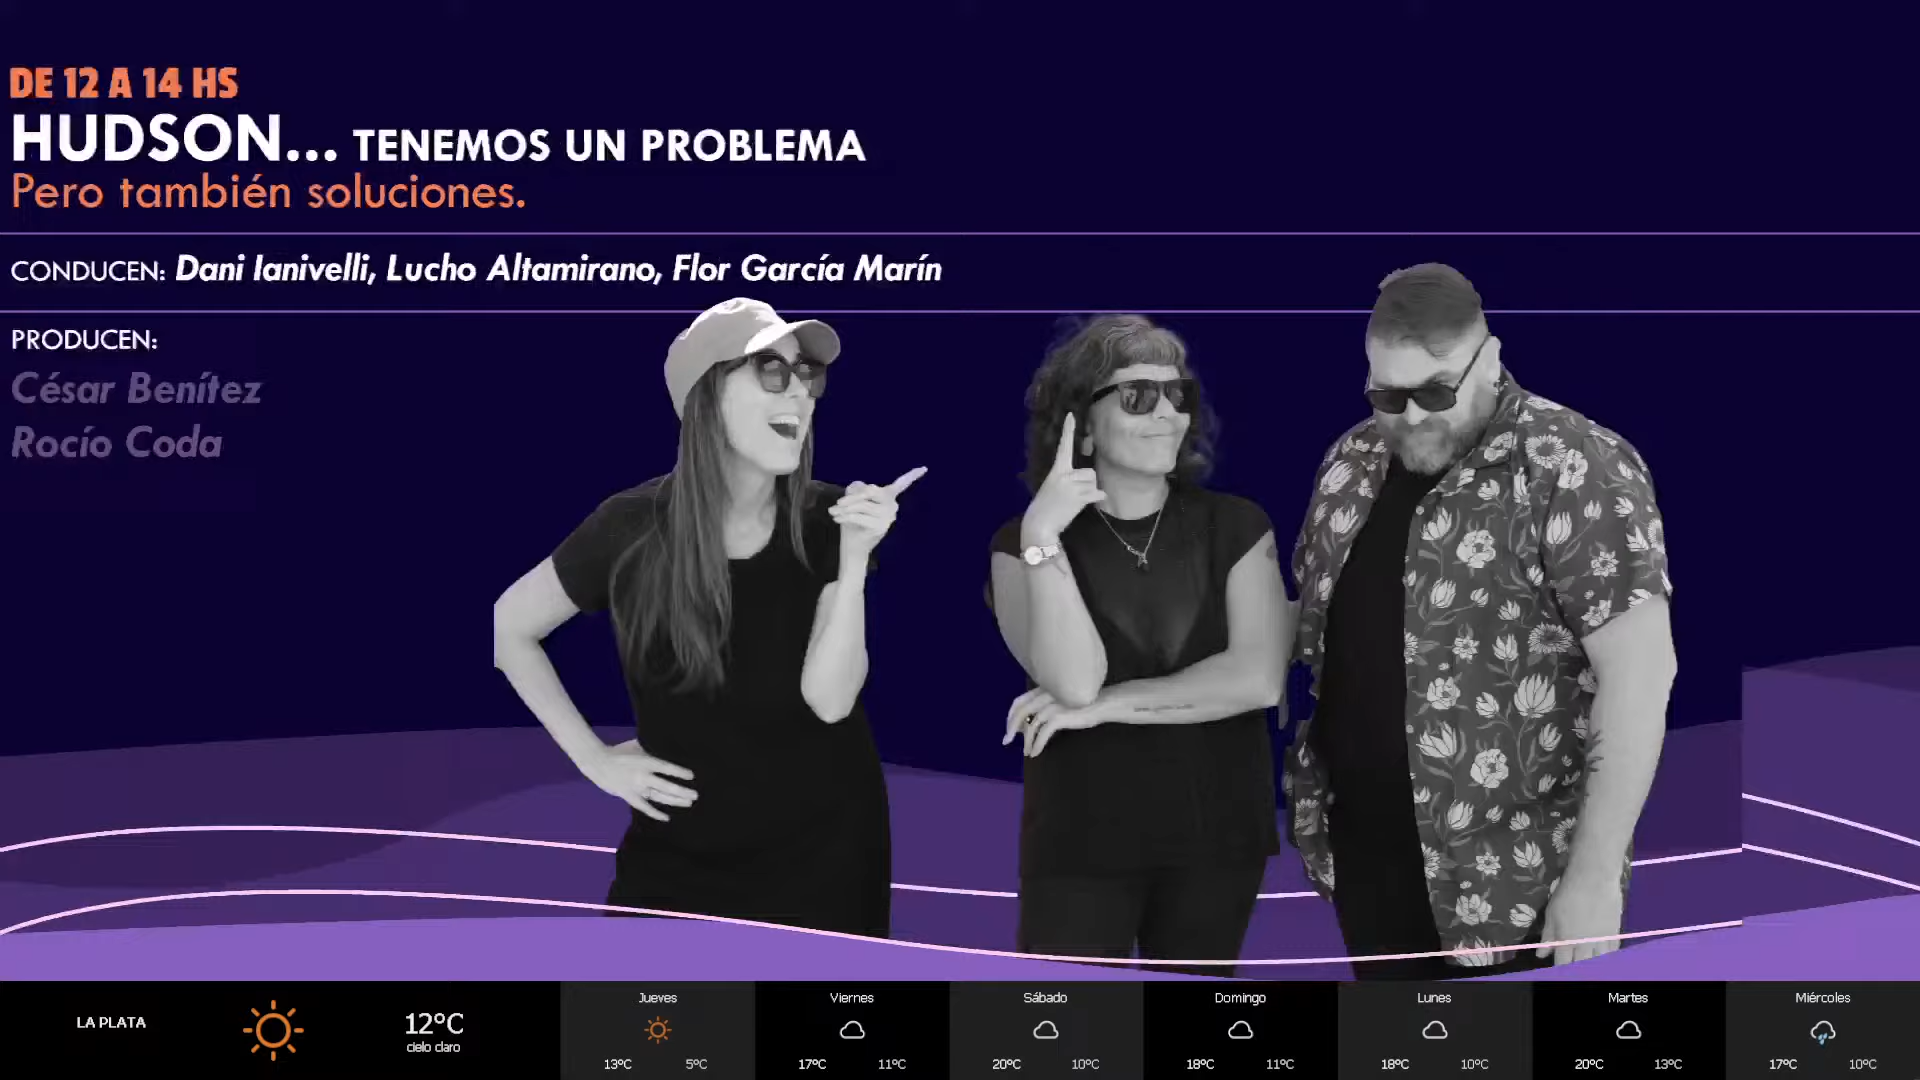 DE 12 A 14 HS
HUDSON... TENEMOS UN PROBLEMA
Pero también soluciones.
CONDUCEN: Dani Ianivelli, Lucho Altamirano, Flor García Marín
PRODUCEN:
César Benítez
Rocío Coda
LA PLATA
12°C
cielo claro
Jueves
13°C 5°C
Viernes
17°C 11°C
Sábado
20°C 10°C
Domingo
18°C 11°C
Lunes
18°C 10°C
Martes
20°C 13°C
Miércoles
17°C 10°C